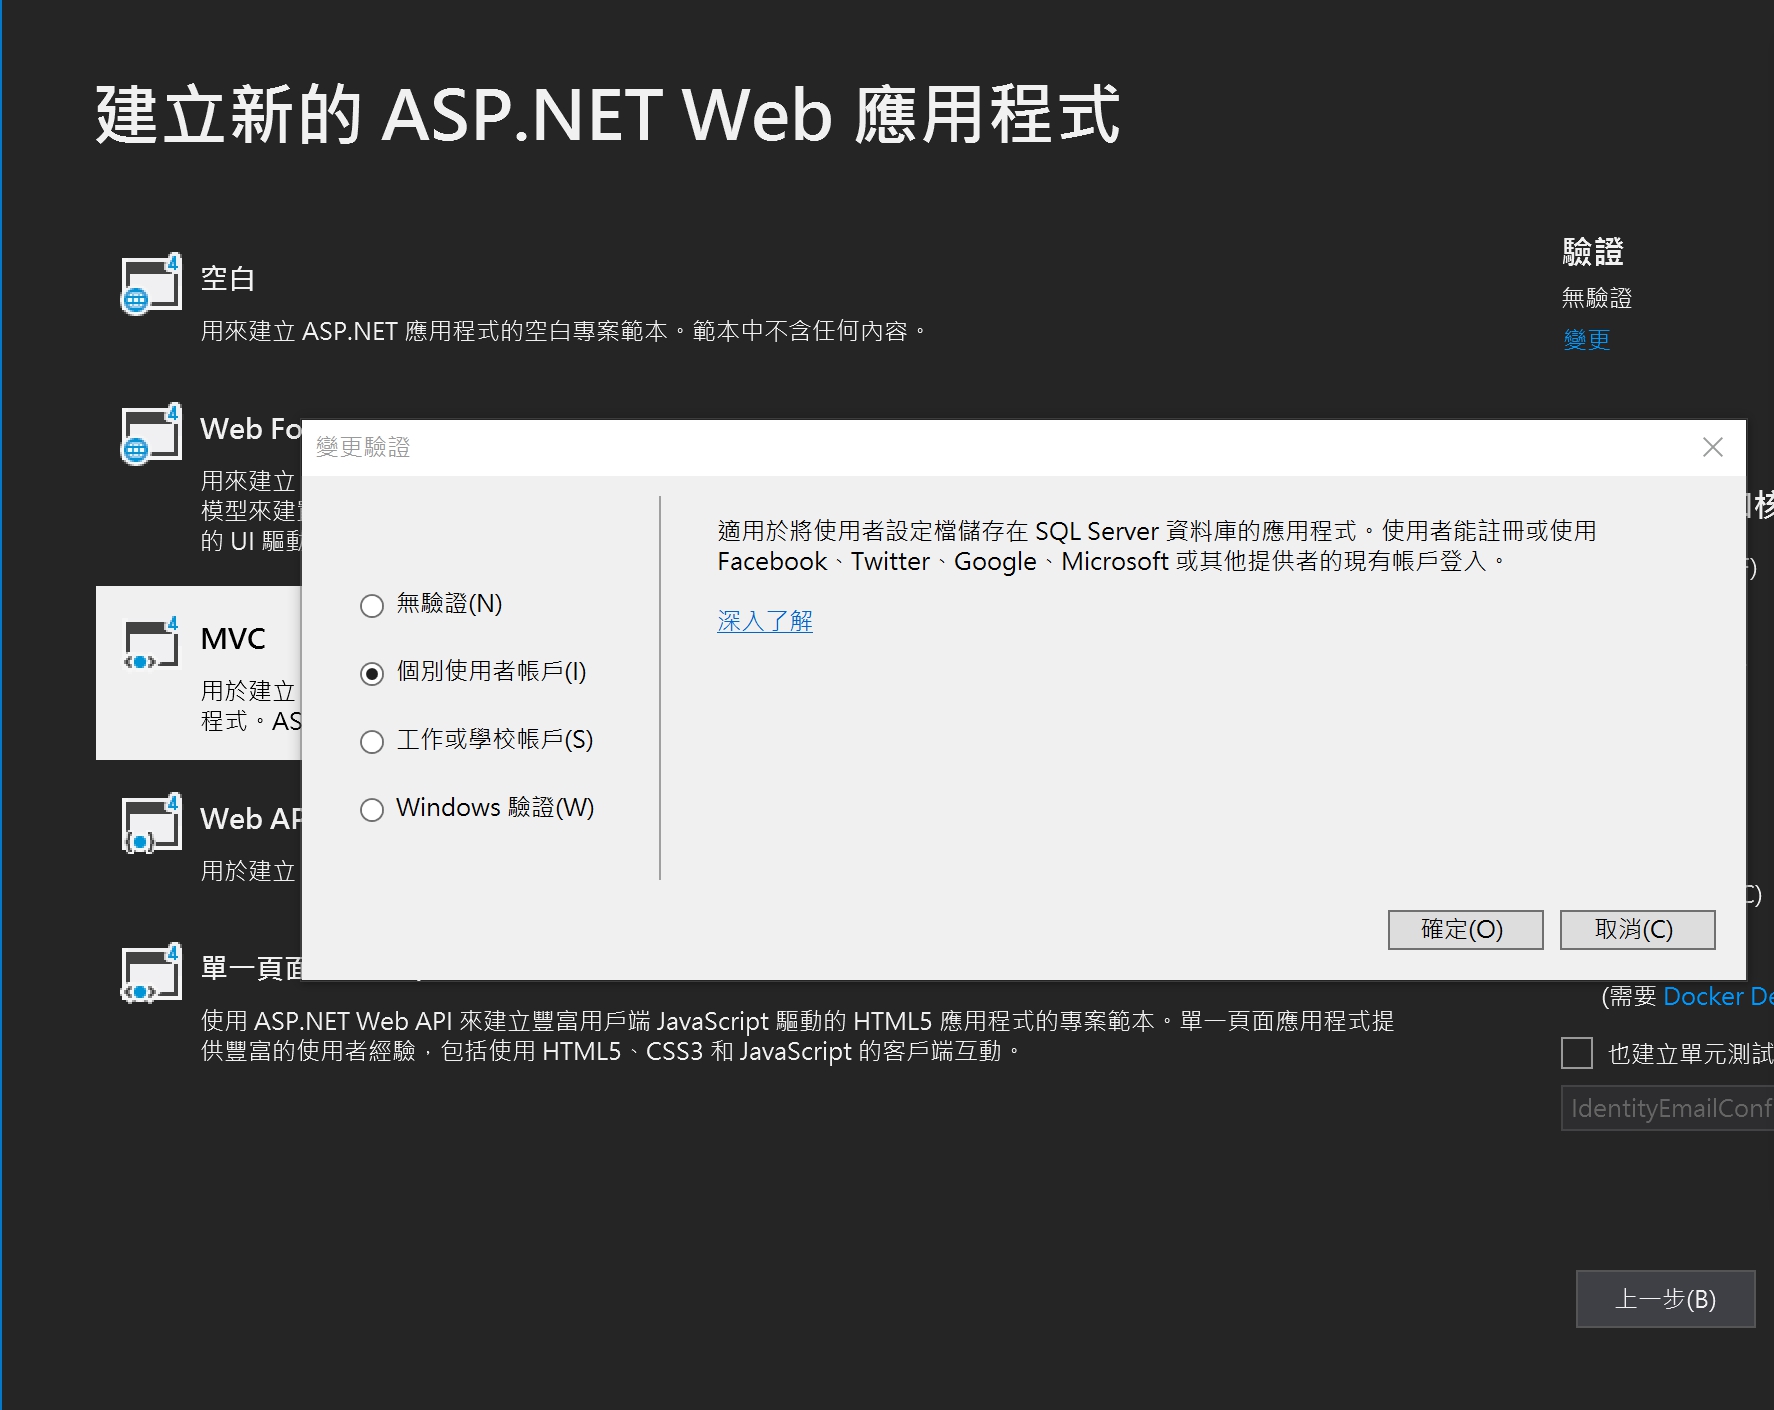 建立新的 ASP.NET Web 應用程式
空白
用來建立 ASP.NET 應用程式的空白專案範本。範本中不含任何內容。
驗證
無驗證
變更
Web Fo
用來建立
模型來建
的 UI 驅動
MVC
用於建立
程式。AS
Web AP
用於建立
單一頁面
使用 ASP.NET Web API 來建立豐富用戶端 JavaScript 驅動的 HTML5 應用程式的專案範本。單一頁面應用程式提
供豐富的使用者經驗，包括使用 HTML5、CSS3 和 JavaScript 的客戶端互動。
變更驗證
無驗證(N)
個別使用者帳戶(I)
工作或學校帳戶(S)
Windows 驗證(W)
適用於將使用者設定檔儲存在 SQL Server 資料庫的應用程式。使用者能註冊或使用
Facebook、Twitter、Google、Microsoft 或其他提供者的現有帳戶登入。
深入了解
確定(O)
取消(C)
(需要 Docker De
也建立單元測試
IdentityEmailConf
上一步(B)